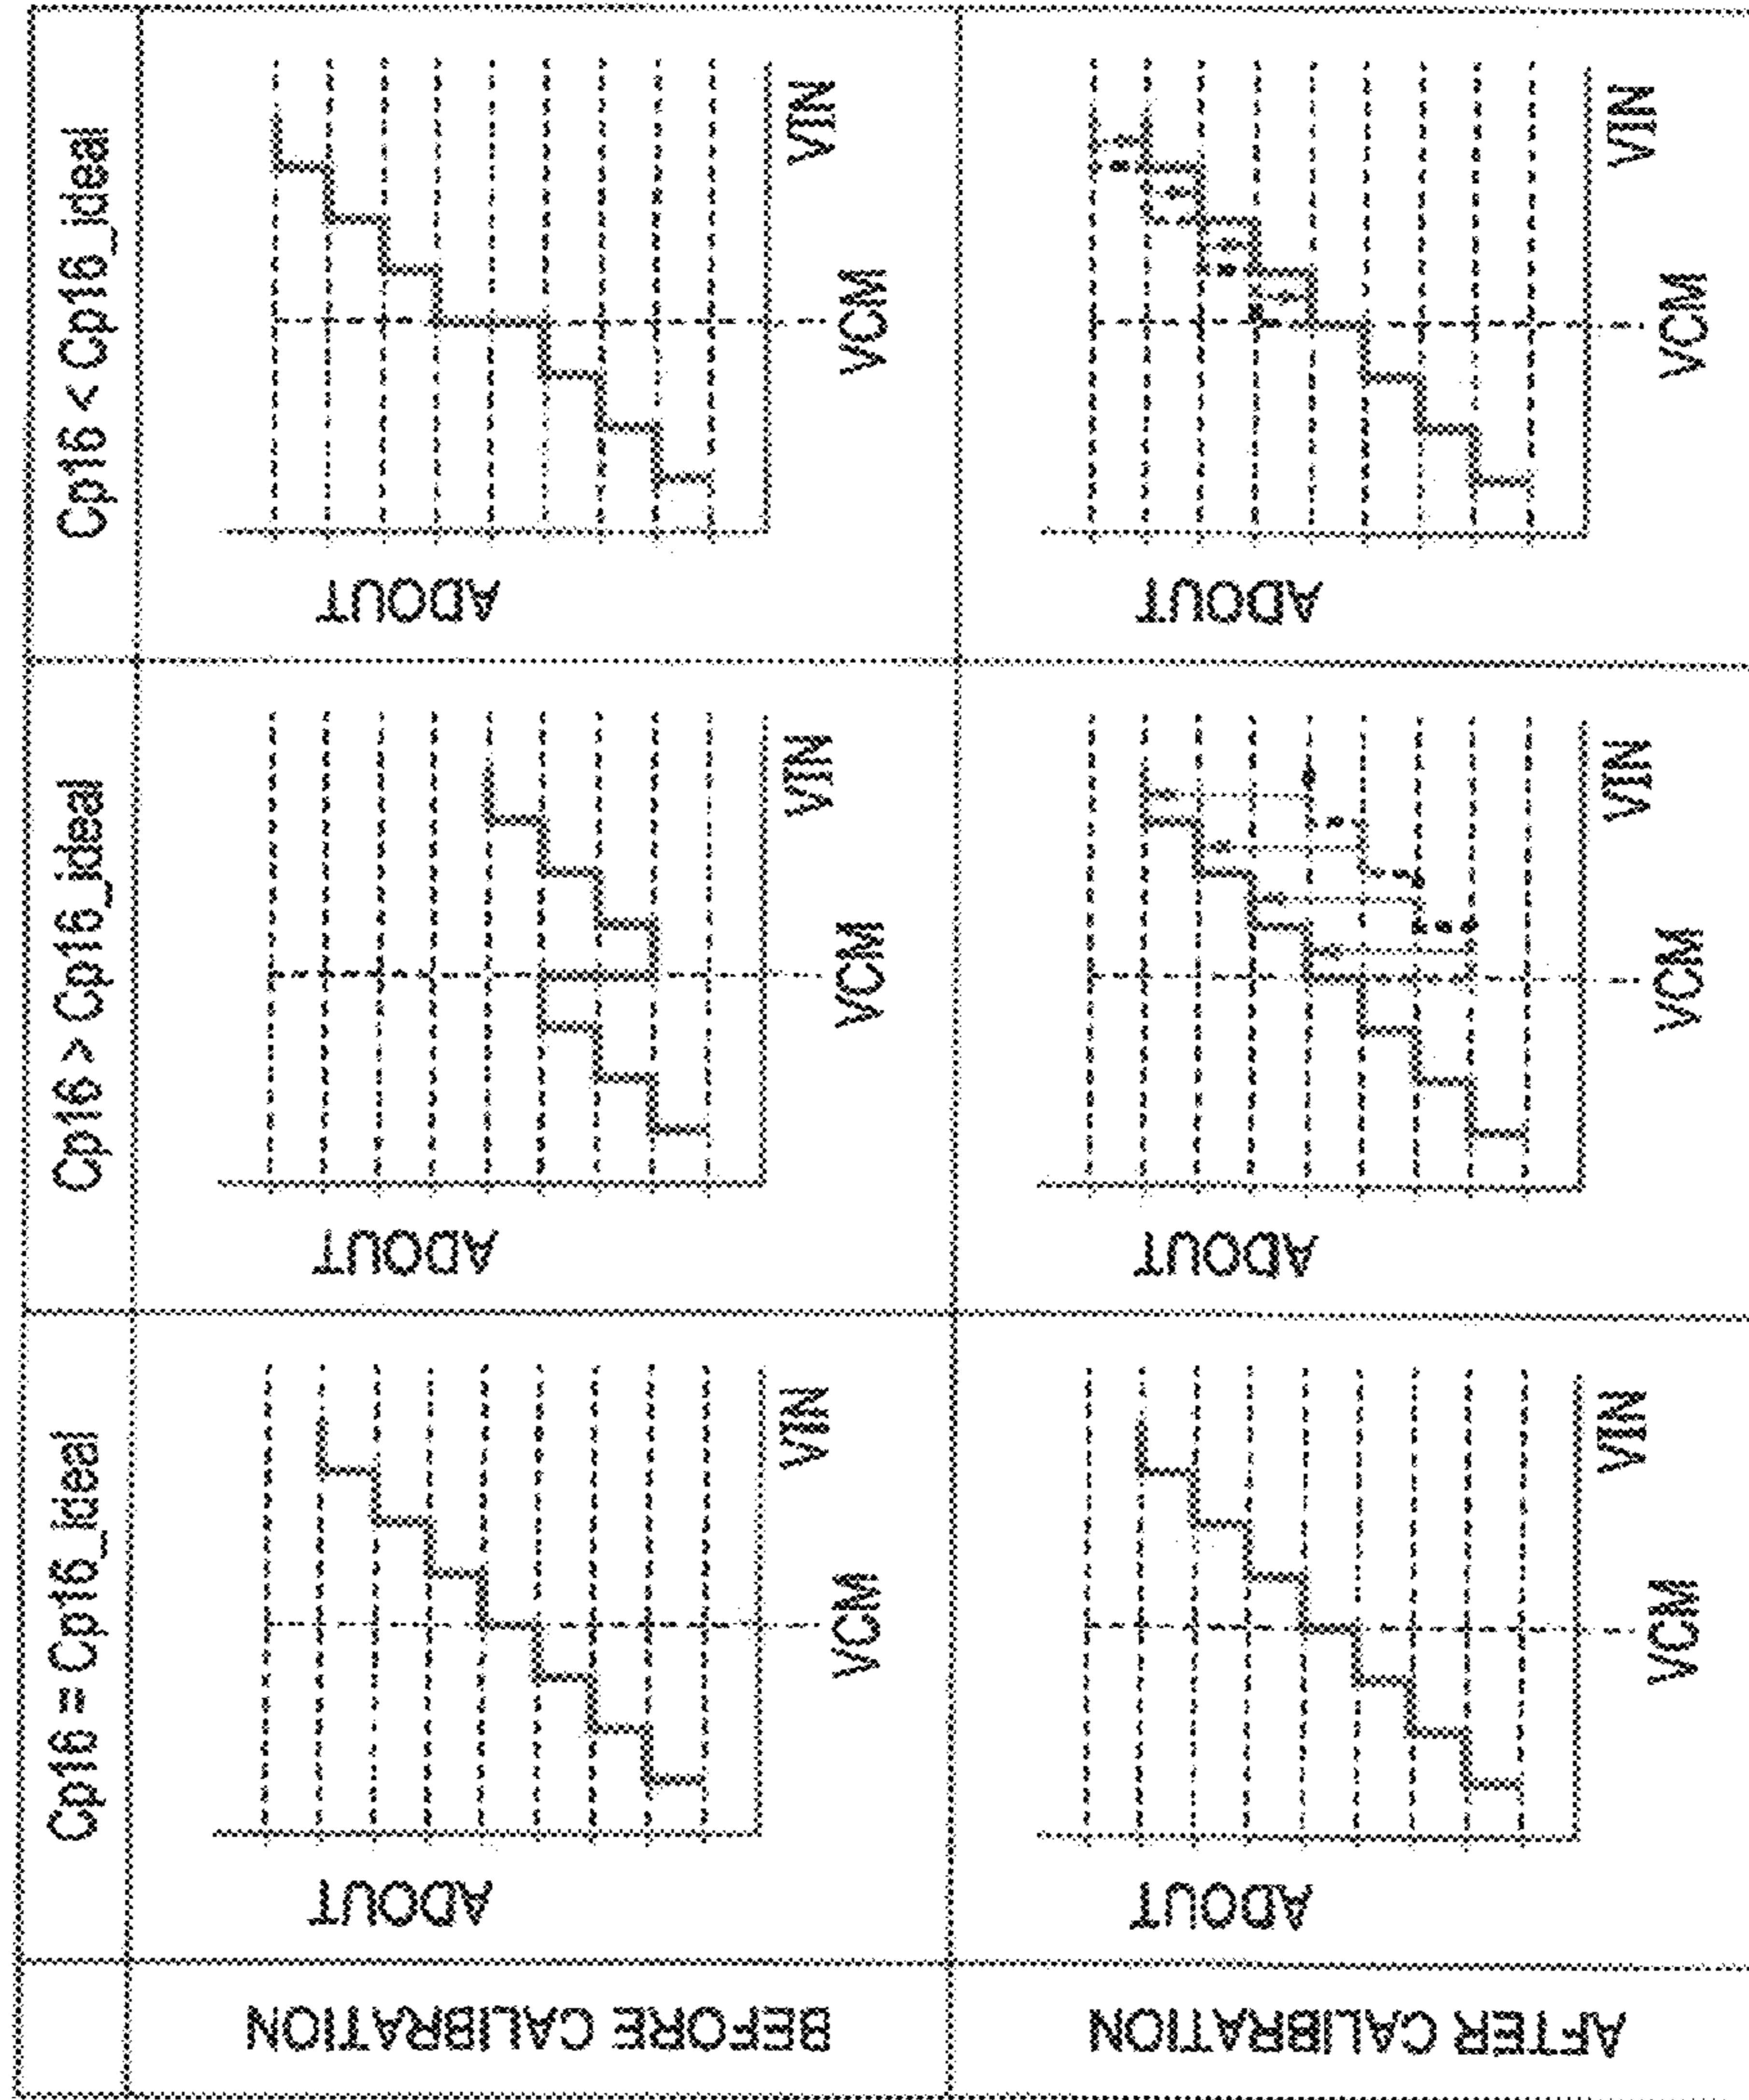 Cp16 = Cp16_ideal
Cp16 > Cp16_ideal
Cp16 < Cp16_ideal
BEFORE CALIBRATION
ADOUT
VCM
VIN
ADOUT
VCM
VIN
ADOUT
VCM
VIN
AFTER CALIBRATION
ADOUT
VCM
VIN
ADOUT
VCM
VIN
ADOUT
VCM
VIN